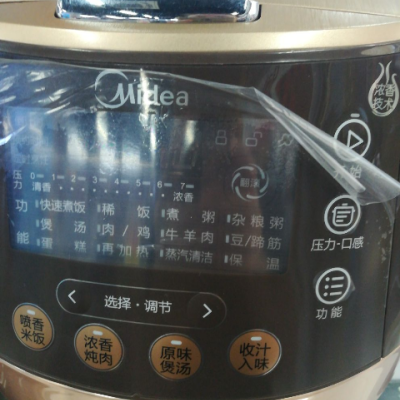 Midea
浓香
技术
压力 0 1 2 3 4 5 6 7
清香 浓香
翻滚
开始
功能
快速煮饭 稀饭 煮粥 杂粮粥
煲汤 肉/鸡 牛羊肉 豆/蹄筋
蛋糕 再加热 蒸汽清洁 保温
压力·口感
功能
选择·调节
喷香
米饭
浓香
炖肉
原味
煲汤
收汁
入味